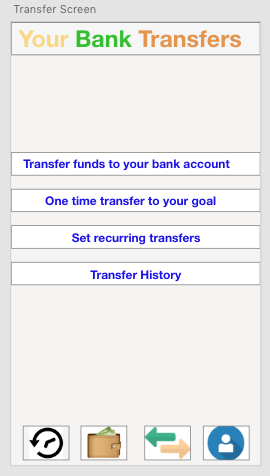 Transfer Screen
Your Bank Transfers
Transfer funds to your bank account
One time transfer to your goal
Set recurring transfers
Transfer History